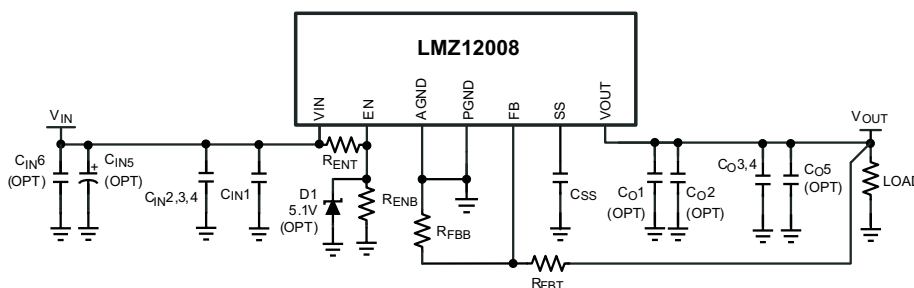 LMZ12008
VIN
EN
AGND
PGND
FB
SS
VOUT
VIN
VOUT
CIN6
(OPT)
+
CIN5
(OPT)
CIN2,3,4
CIN1
RENT
D1
5.1V
(OPT)
RENB
RFBB
CSS
CO1
(OPT)
CO2
(OPT)
CO3,4
CO5
(OPT)
LOAD
RFBT